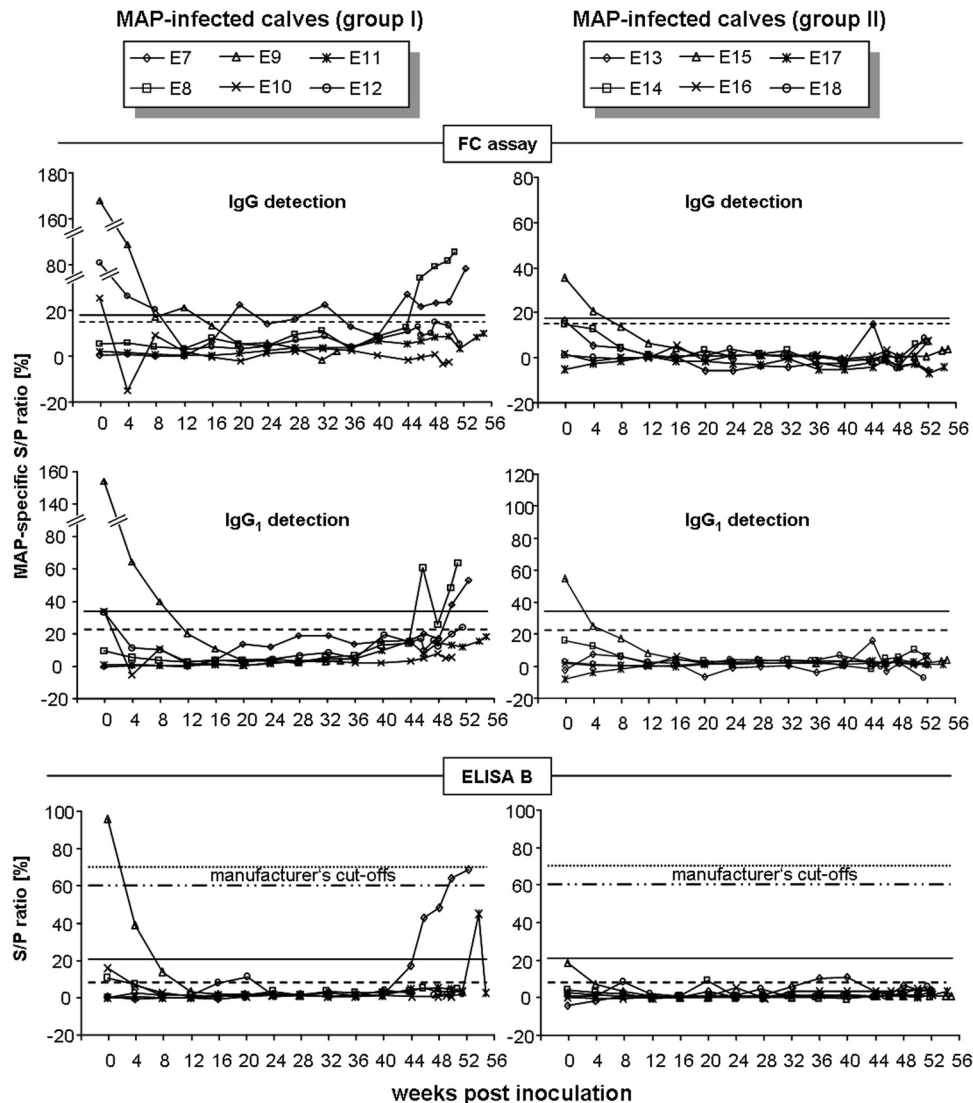 MAP-infected calves (group I) MAP-infected calves (group II)
E7 E9 E11 E13 E15 E17
E8 E10 E12 E14 E16 E18
FC assay
MAP-specific S/P ratio [%]
IgG detection
180
160
80
20
0
-20
0 4 8 12 16 20 24 28 32 36 40 44 48 52 56
IgG detection
80
60
40
20
0
-20
0 4 8 12 16 20 24 28 32 36 40 44 48 52 56
IgG1 detection
160
140
80
60
40
20
0
-20
0 4 8 12 16 20 24 28 32 36 40 44 48 52 56
IgG1 detection
120
100
80
60
40
20
0
-20
0 4 8 12 16 20 24 28 32 36 40 44 48 52 56
ELISA B
S/P ratio [%]
100
80
60
40
20
0
-20
manufacturer's cut-offs
0 4 8 12 16 20 24 28 32 36 40 44 48 52 56
100
80
60
40
20
0
-20
manufacturer's cut-offs
0 4 8 12 16 20 24 28 32 36 40 44 48 52 56
weeks post inoculation